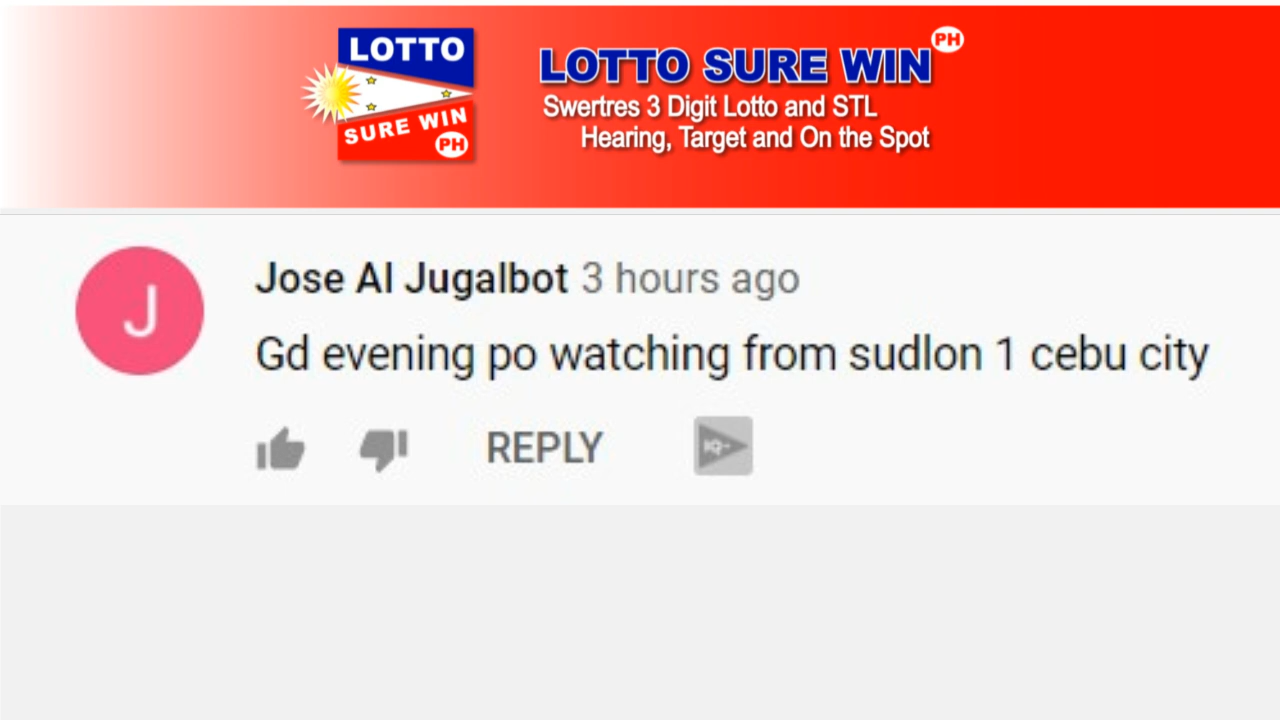 LOTTO
SURE WIN
PH
LOTTO SURE WIN PH
Swertres 3 Digit Lotto and STL
Hearing, Target and On the Spot
J
Jose Al Jugalbot 3 hours ago
Gd evening po watching from sudlon 1 cebu city
REPLY